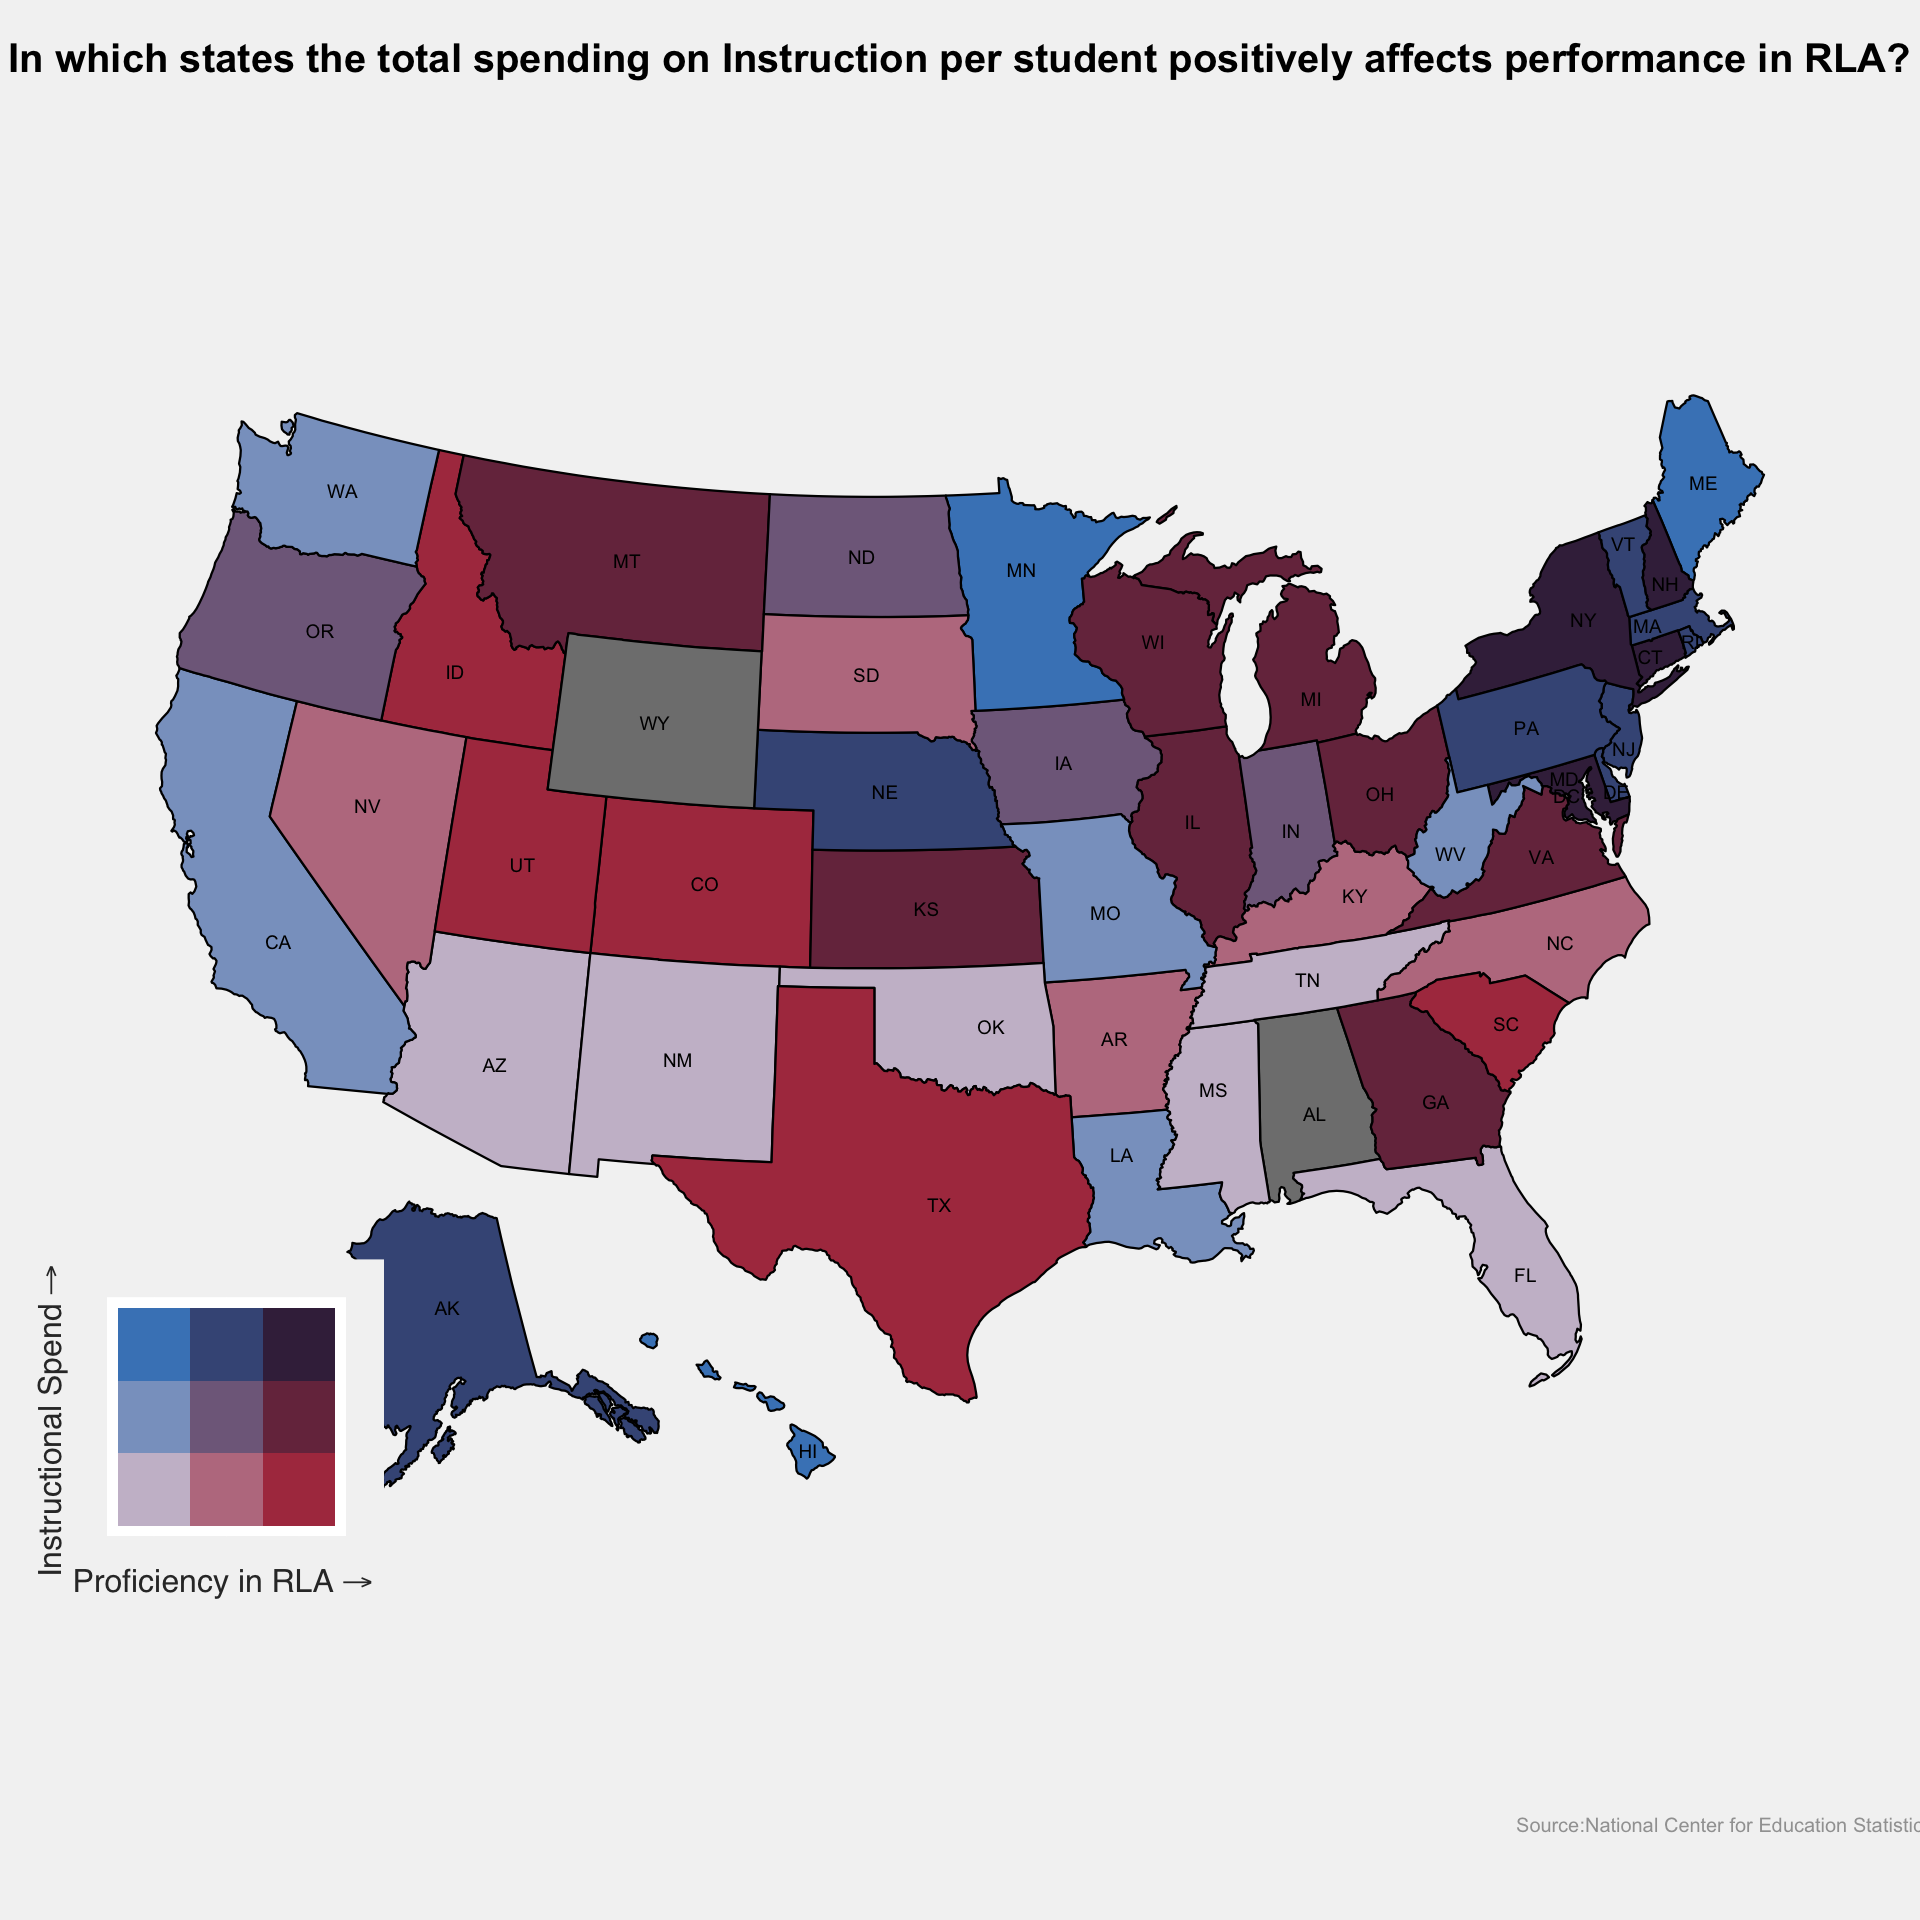 In which states the total spending on Instruction per student positively affects performance in RLA?
ME
WA
VT
MT
ND
MN
NH
NY
MA
OR
WI
RI
CT
ID
SD
MI
WY
PA
NJ
IA
MD
NE
DE
DC
OH
NV
IL
IN
WV
VA
UT
CO
KY
KS
MO
CA
NC
TN
SC
OK
AR
NM
AZ
MS
GA
AL
LA
TX
FL
AK
HI
Instructional Spend →
Proficiency in RLA →
Source:National Center for Education Statistic